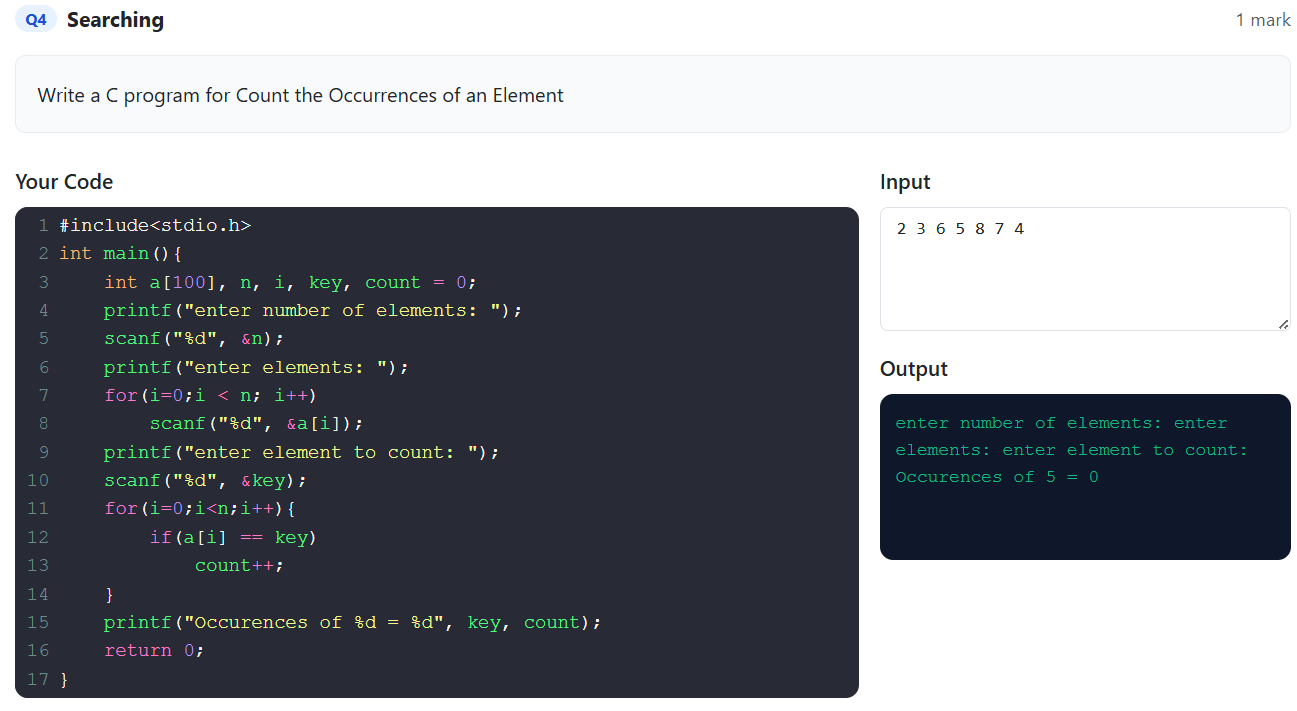 Q4 Searching 1 mark
Write a C program for Count the Occurrences of an Element
Your Code
1 #include<stdio.h>
2 int main(){
3     int a[100], n, i, key, count = 0;
4     printf("enter number of elements: ");
5     scanf("%d", &n);
6     printf("enter elements: ");
7     for(i=0;i < n; i++)
8         scanf("%d", &a[i]);
9     printf("enter element to count: ");
10     scanf("%d", &key);
11     for(i=0;i<n;i++){
12         if(a[i] == key)
13             count++;
14     }
15     printf("Occurences of %d = %d", key, count);
16     return 0;
17 }
Input
2 3 6 5 8 7 4
Output
enter number of elements: enter
elements: enter element to count:
Occurences of 5 = 0